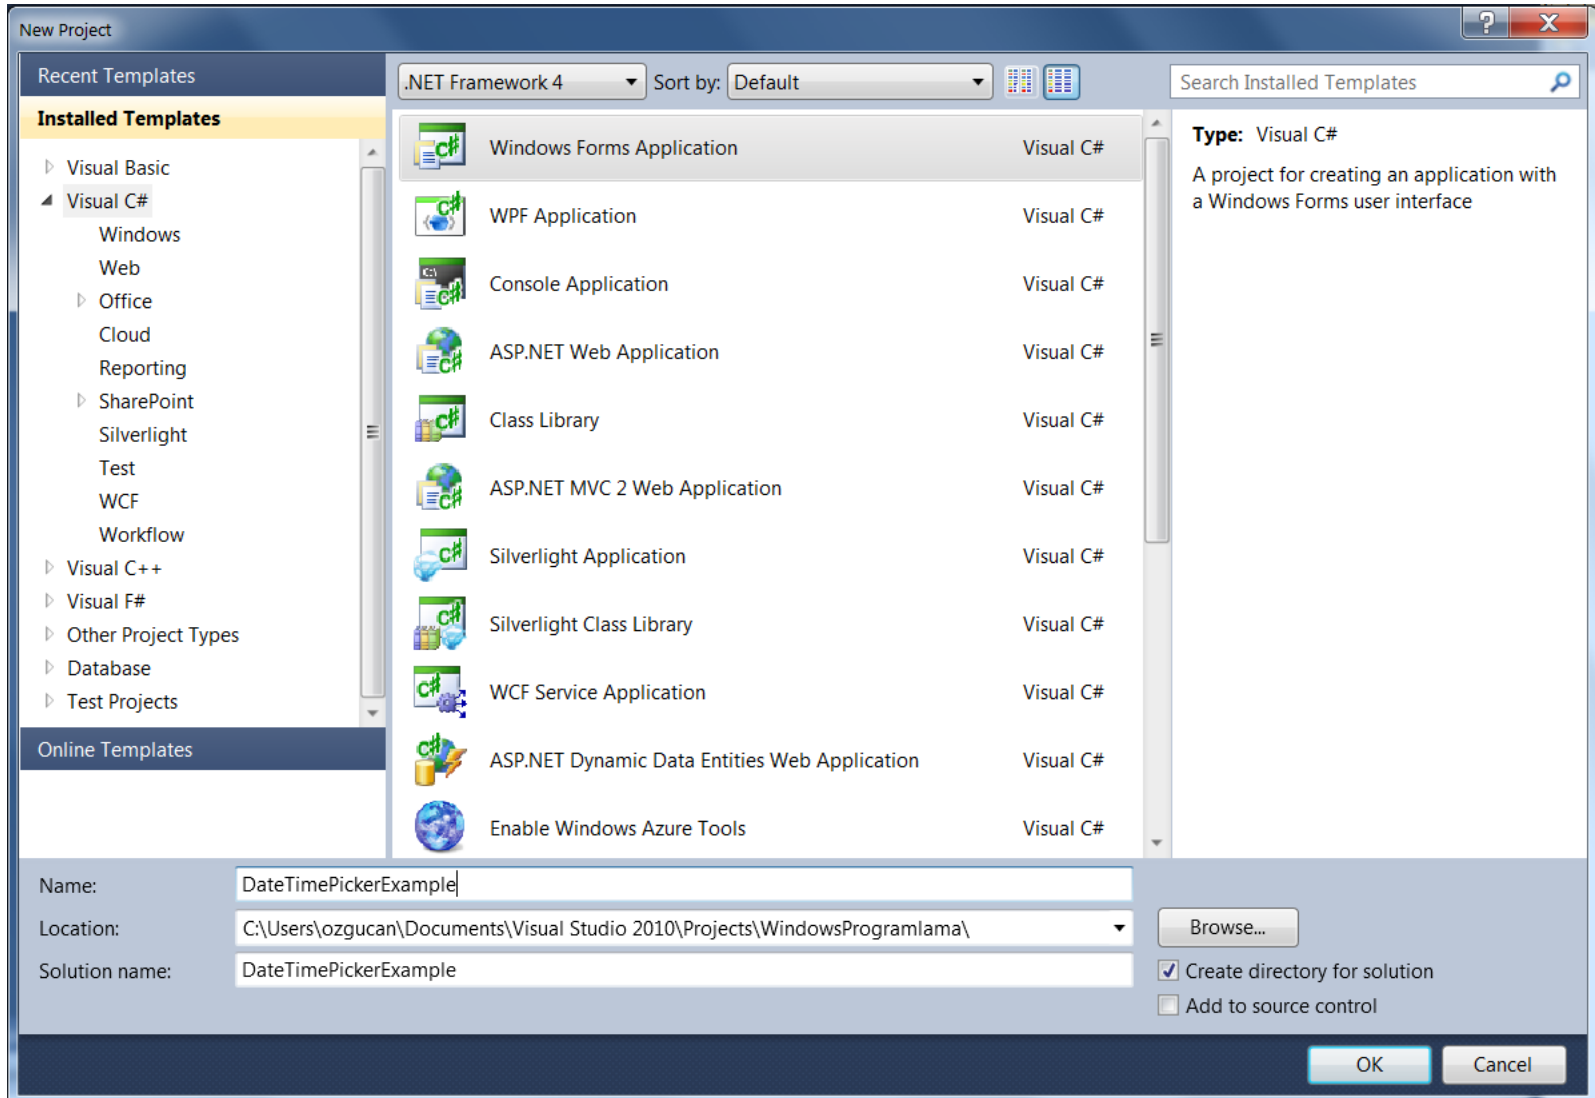 New Project
Recent Templates
.NET Framework 4
Sort by:
Default
Search Installed Templates
Installed Templates
Visual Basic
Visual C#
Windows
Web
Office
Cloud
Reporting
SharePoint
Silverlight
Test
WCF
Workflow
Visual C++
Visual F#
Other Project Types
Database
Test Projects
Online Templates
Windows Forms Application Visual C#
WPF Application Visual C#
Console Application Visual C#
ASP.NET Web Application Visual C#
Class Library Visual C#
ASP.NET MVC 2 Web Application Visual C#
Silverlight Application Visual C#
Silverlight Class Library Visual C#
WCF Service Application Visual C#
ASP.NET Dynamic Data Entities Web Application Visual C#
Enable Windows Azure Tools Visual C#
Type: Visual C#
A project for creating an application with
a Windows Forms user interface
Name: DateTimePickerExample
Location: C:\Users\ozgucan\Documents\Visual Studio 2010\Projects\WindowsProgramlama\
Browse...
Solution name: DateTimePickerExample
Create directory for solution
Add to source control
OK
Cancel